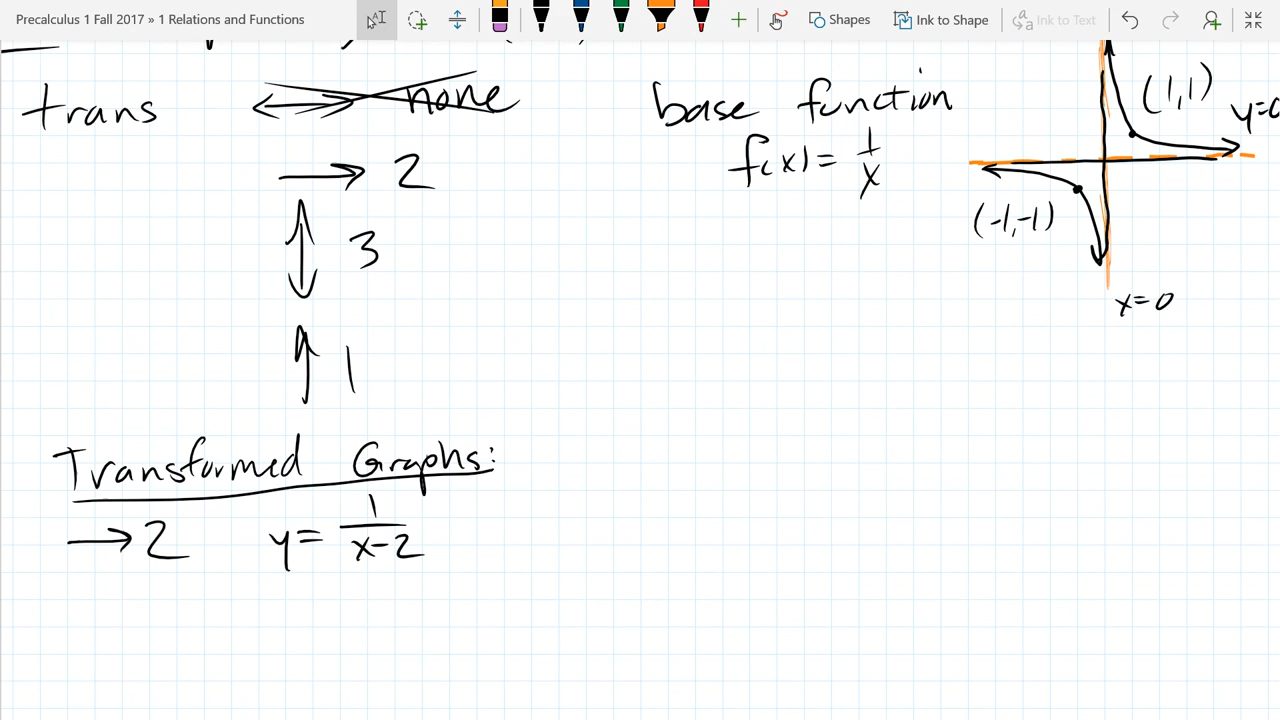 Precalculus 1 Fall 2017 » 1 Relations and Functions
Shapes
Ink to Shape
Ink to Text
trans none
→ 2
3
1
base function
f(x) = 1/x
(1,1)
y=0
(-1,-1)
x=0
Transformed Graphs:
→ 2 y = 1/(x-2)